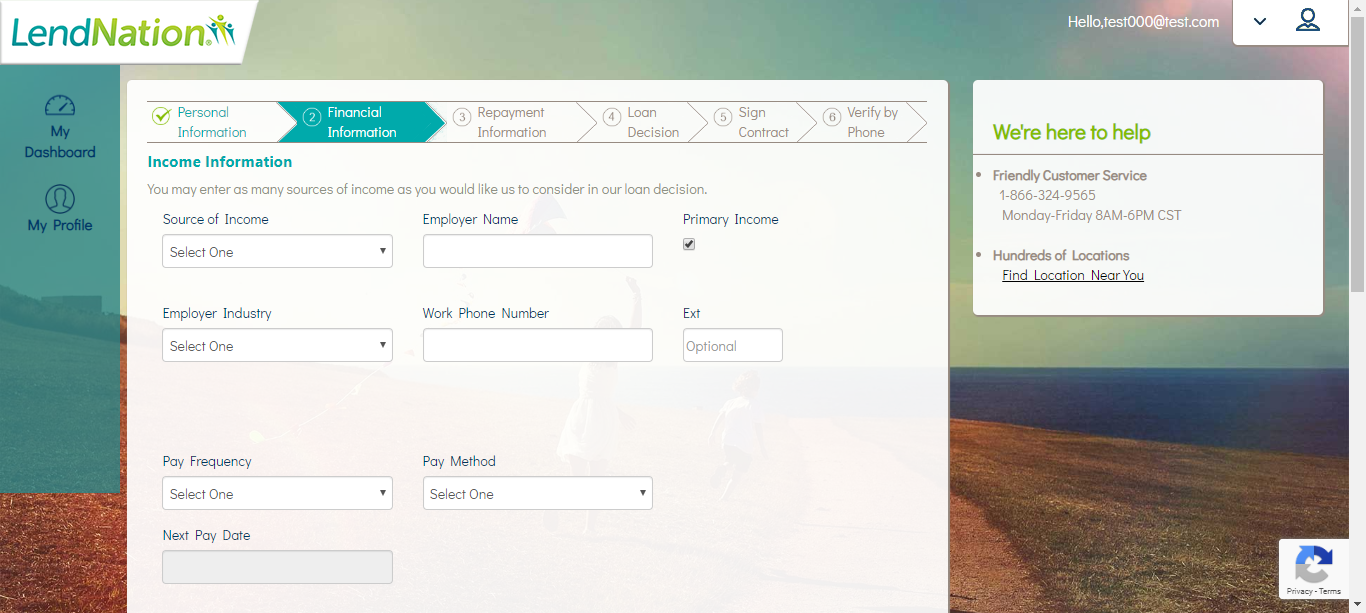 LendNation®
Hello,test000@test.com
My
Dashboard
My Profile
Personal
Information
2 Financial
Information
3 Repayment
Information
4 Loan
Decision
5 Sign
Contract
6 Verify by
Phone
Income Information
You may enter as many sources of income as you would like us to consider in our loan decision.
Source of Income
Employer Name
Primary Income
Select One
Employer Industry
Work Phone Number
Ext
Select One
Optional
Pay Frequency
Pay Method
Select One
Select One
Next Pay Date
We're here to help
Friendly Customer Service
1-866-324-9565
Monday-Friday 8AM-6PM CST
Hundreds of Locations
Find Location Near You
Privacy - Terms